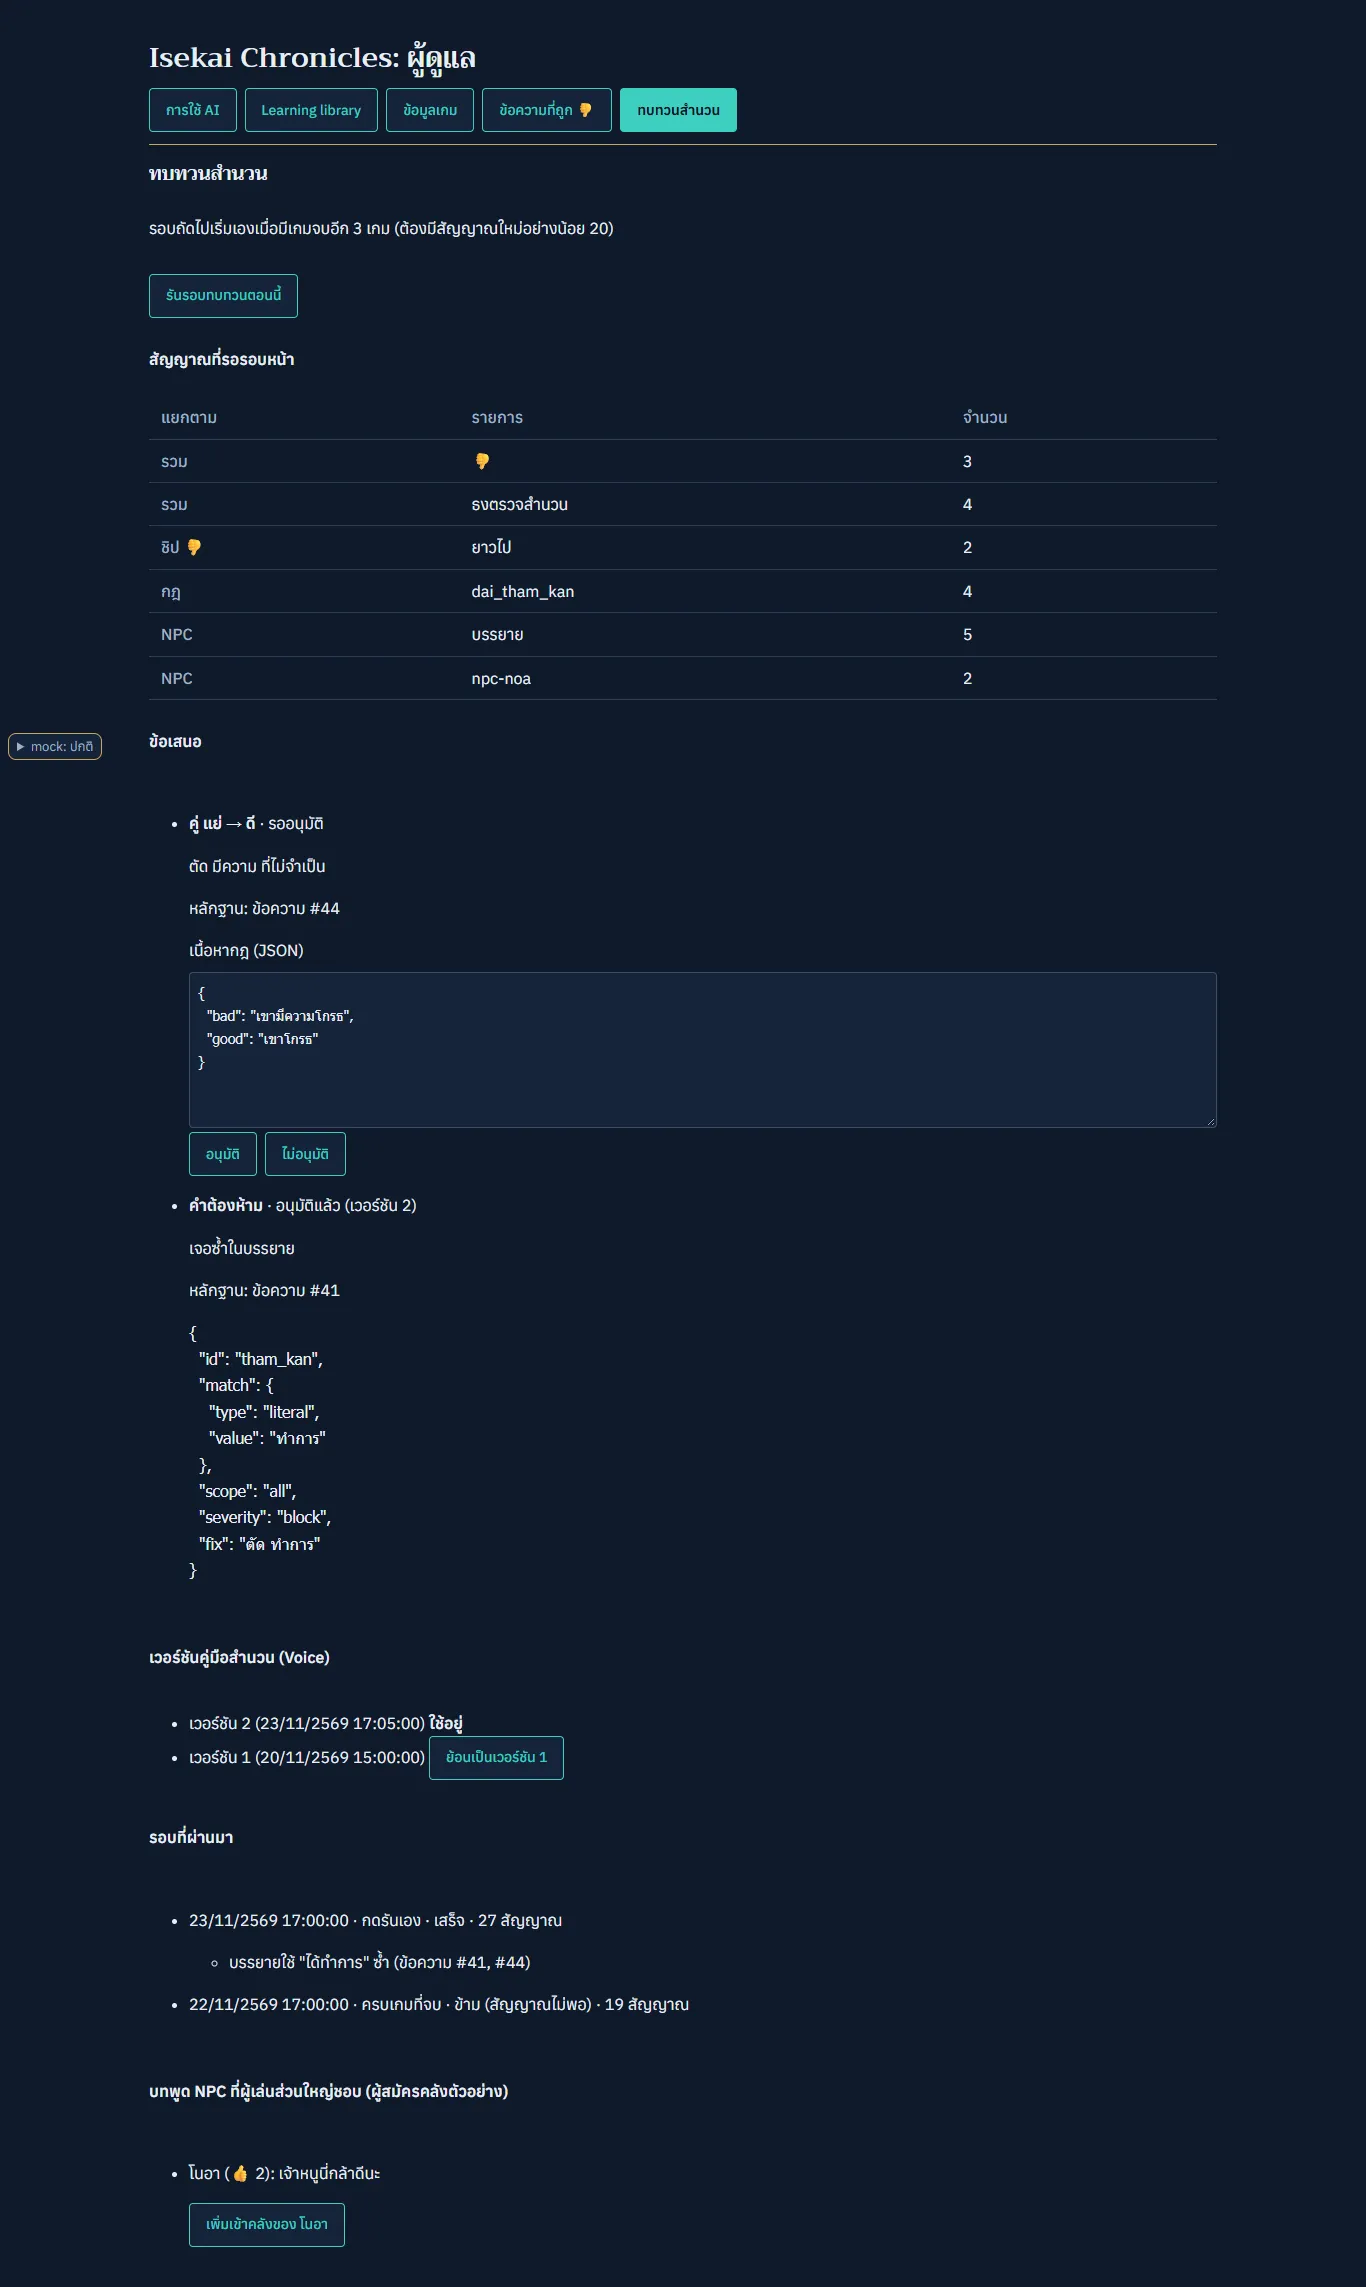 Isekai Chronicles: ผู้ดูแล
การใช้ AI Learning library ข้อมูลเกม ข้อความที่ถูก 👎 ทบทวนสำนวน
ทบทวนสำนวน
รอบถัดไปเริ่มเองเมื่อมีเกมจบอีก 3 เกม (ต้องมีสัญญาณใหม่อย่างน้อย 20)
รันรอบทบทวนตอนนี้
สัญญาณที่รอรอบหน้า
แยกตาม รายการ จำนวน
รวม 👎 3
รวม ธงตรวจสำนวน 4
ชิป 👎 ยาวไป 2
กฎ dai_tham_kan 4
NPC บรรยาย 5
NPC npc-noa 2
▶ mock: ปกติ
ข้อเสนอ
• คู่ แย่ → ดี · รออนุมัติ
ตัด มีความ ที่ไม่จำเป็น
หลักฐาน: ข้อความ #44
เนื้อหากฎ (JSON)
{
"bad": "เขามีความโกรธ",
"good": "เขาโกรธ"
}
อนุมัติ ไม่อนุมัติ
• คำต้องห้าม · อนุมัติแล้ว (เวอร์ชัน 2)
เจอซ้ำในบรรยาย
หลักฐาน: ข้อความ #41
{
"id": "tham_kan",
"match": {
"type": "literal",
"value": "ทำการ"
},
"scope": "all",
"severity": "block",
"fix": "ตัด ทำการ"
}
เวอร์ชันคู่มือสำนวน (Voice)
• เวอร์ชัน 2 (23/11/2569 17:05:00) ใช้อยู่
• เวอร์ชัน 1 (20/11/2569 15:00:00) ย้อนเป็นเวอร์ชัน 1
รอบที่ผ่านมา
• 23/11/2569 17:00:00 · กดรันเอง · เสร็จ · 27 สัญญาณ
◦ บรรยายใช้ "ได้ทำการ" ซ้ำ (ข้อความ #41, #44)
• 22/11/2569 17:00:00 · ครบเกมที่จบ · ข้าม (สัญญาณไม่พอ) · 19 สัญญาณ
บทพูด NPC ที่ผู้เล่นส่วนใหญ่ชอบ (ผู้สมัครคลังตัวอย่าง)
• โนอา (👍 2): เจ้าหนูนี่กล้าดีนะ
เพิ่มเข้าคลังของ โนอา